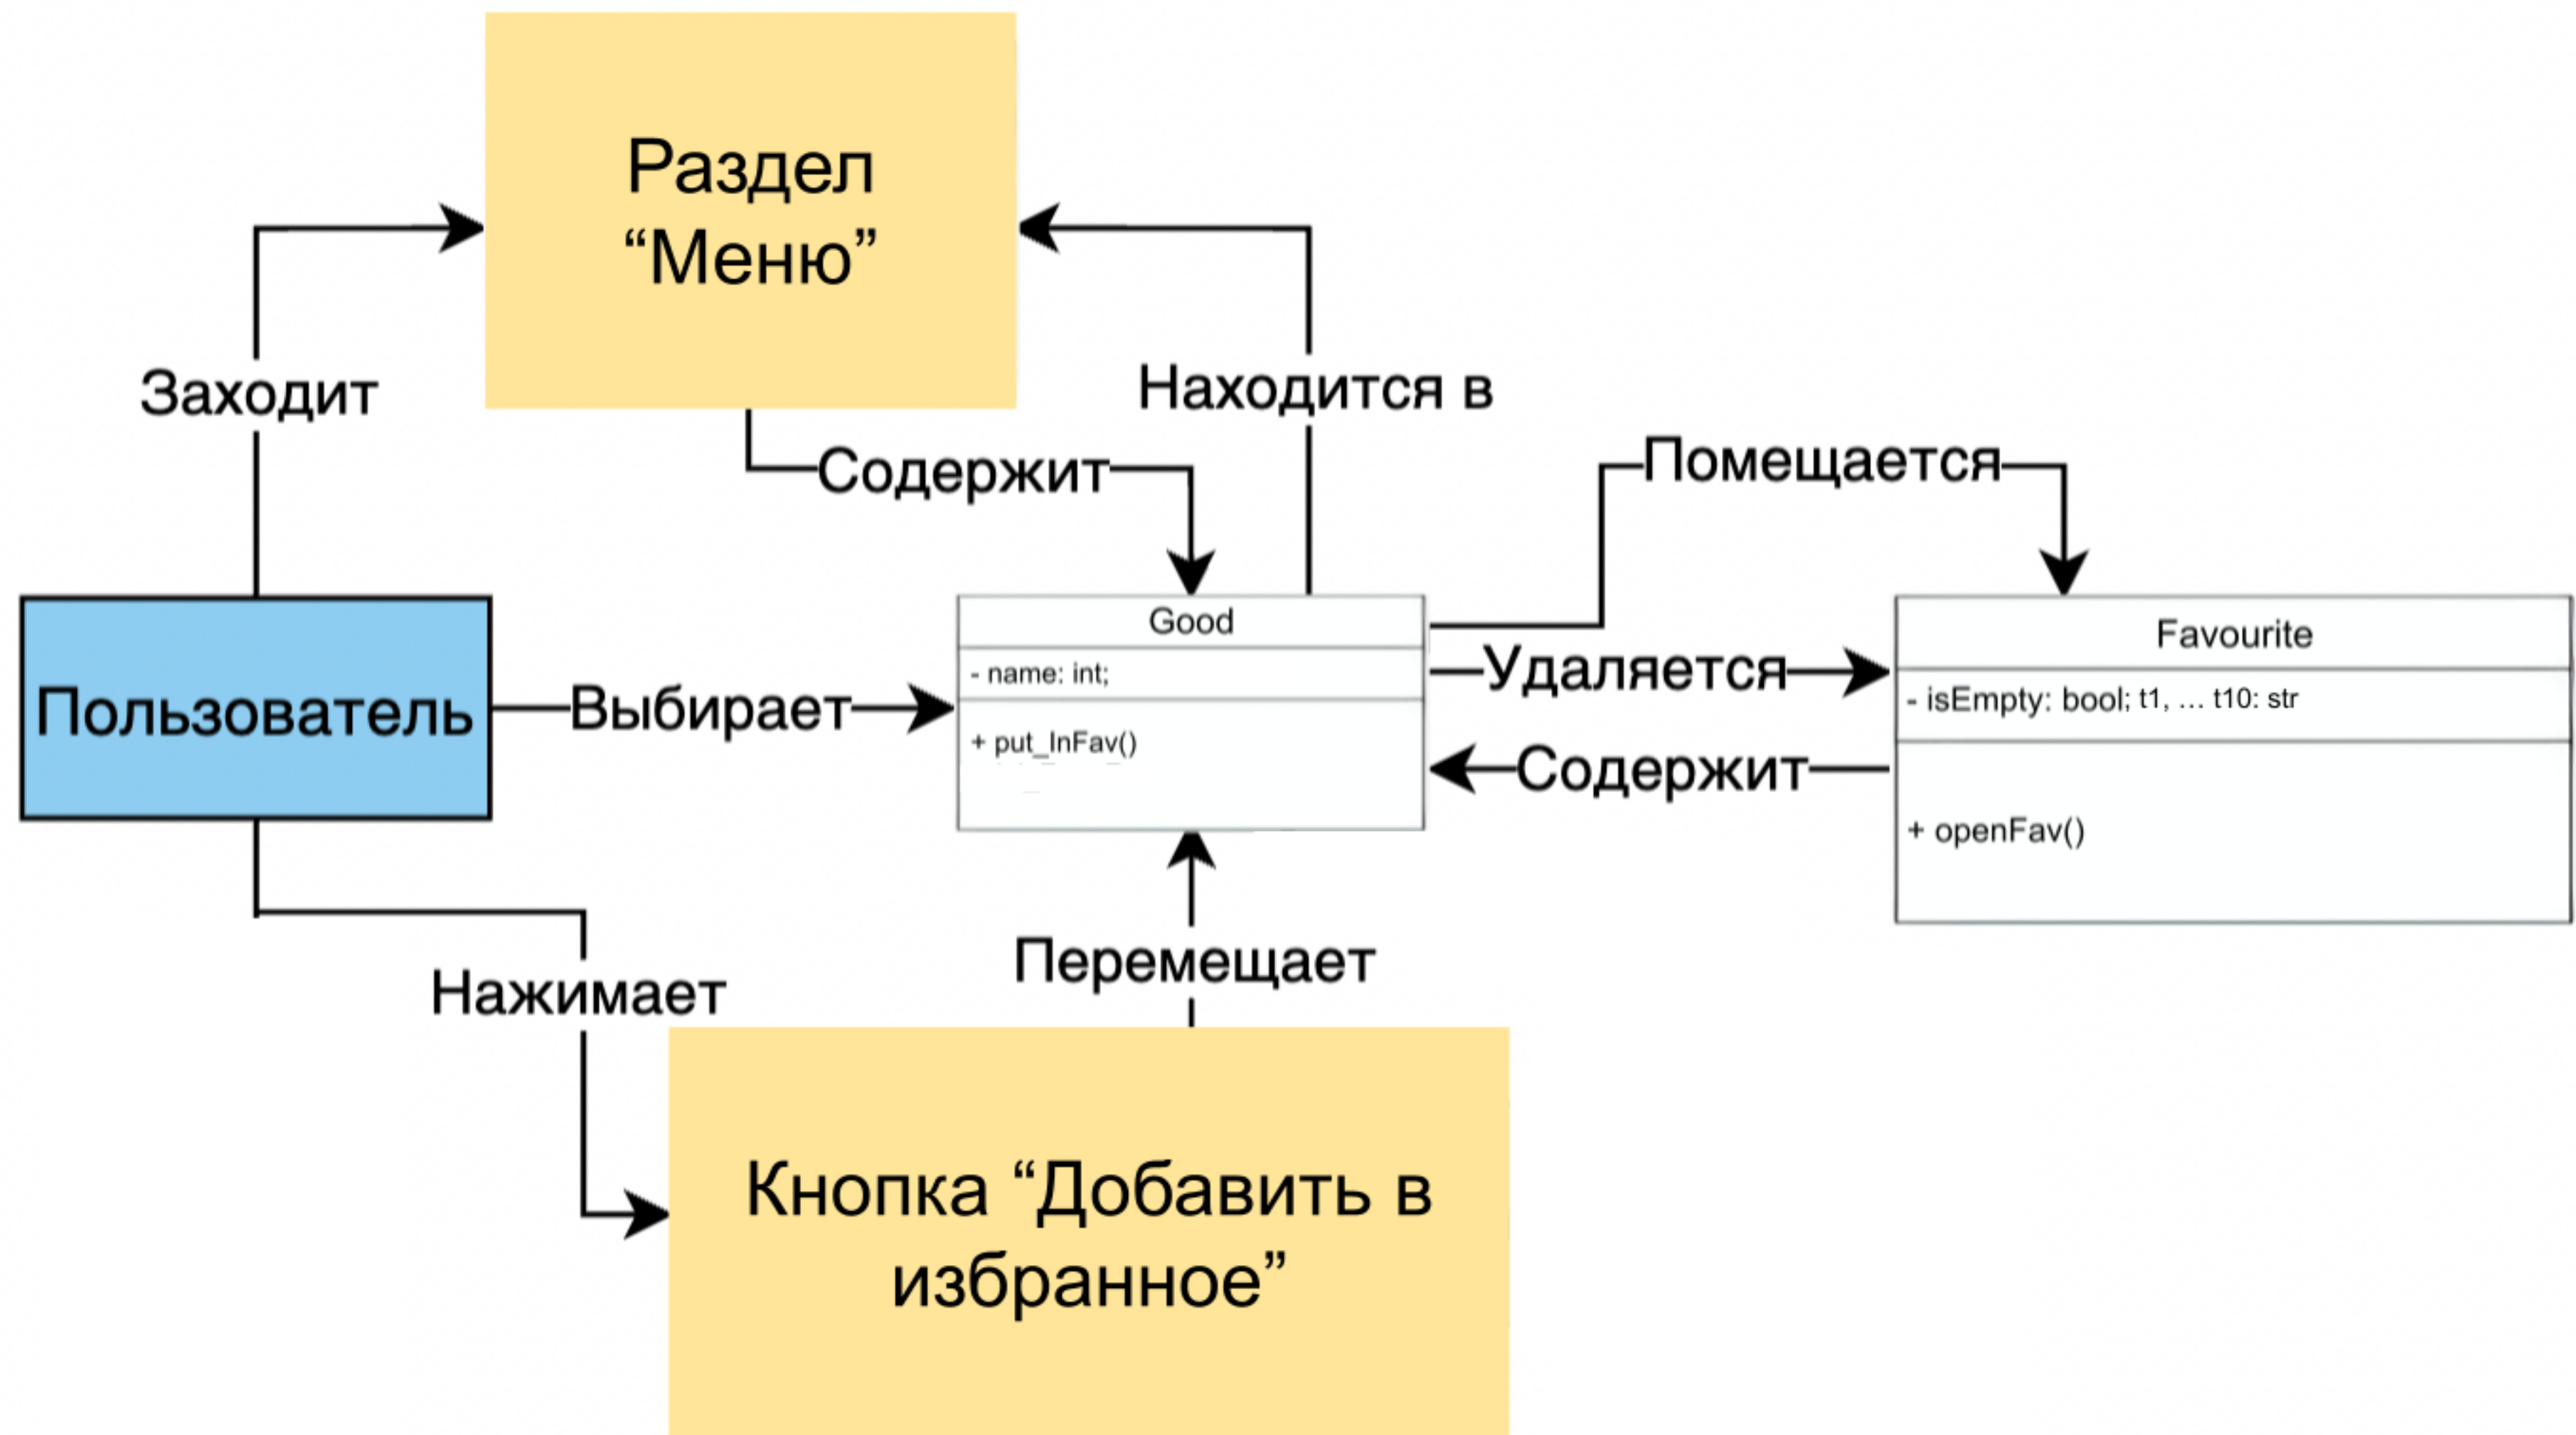 Раздел
“Меню”
Заходит
Находится в
Содержит
Помещается
Good
Favourite
- name: int;
Удаляется
- isEmpty: bool; t1, ... t10: str
Пользователь
Выбирает
+ put_InFav()
Содержит
+ openFav()
Перемещает
Нажимает
Кнопка “Добавить в
избранное”